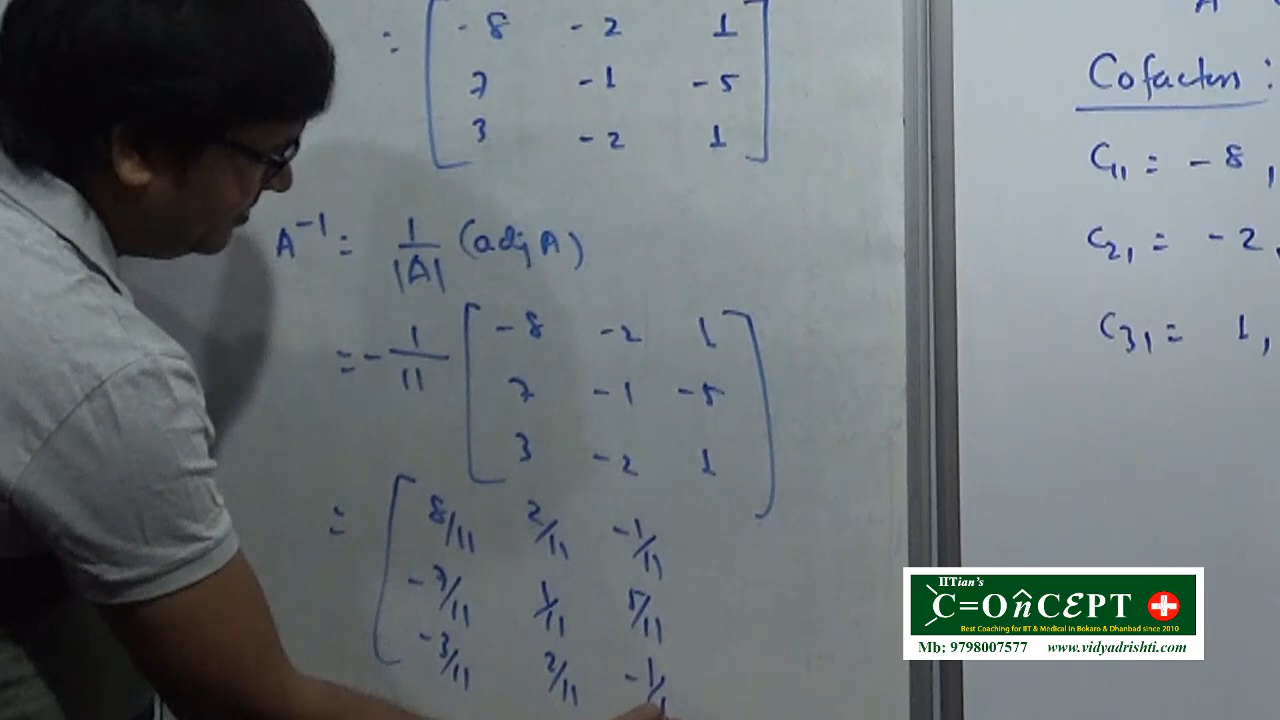 = [ -8 -2 1
7 -1 -5
3 -2 1 ]
A⁻¹ = 1/|A| (adj A)
= - 1/11 [ -8 -2 1
7 -1 -5
3 -2 1 ]
= [ 8/11 2/11 -1/11
-7/11 1/11 5/11
-3/11 2/11 -1/1
A
Cofactors :
C₁₁ = -8 ,
C₂₁ = -2 ,
C₃₁ = 1 ,
IITian's
C=OnCEPT
Best Coaching for IIT & Medical in Bokaro & Dhanbad since 2010
Mb: 9798007577 www.vidyadrishti.com